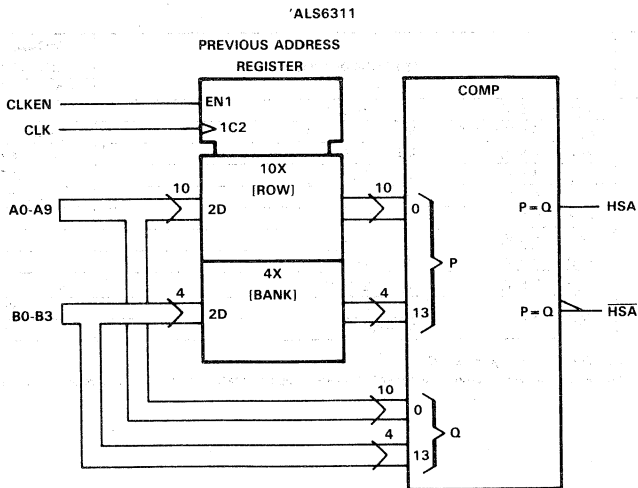 'ALS6311
PREVIOUS ADDRESS
REGISTER
COMP
CLKEN
EN1
CLK
1C2
10X
[ROW]
A0-A9
10
2D
10
0
P = Q
HSA
P
4X
[BANK]
B0-B3
4
2D
4
13
P = Q
HSA
10
0
Q
4
13